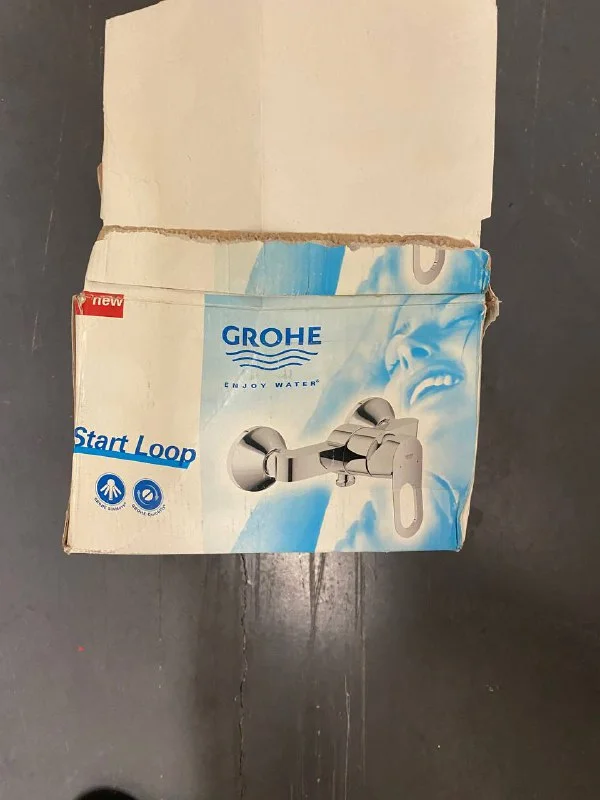 new
GROHE
ENJOY WATER®
Start Loop